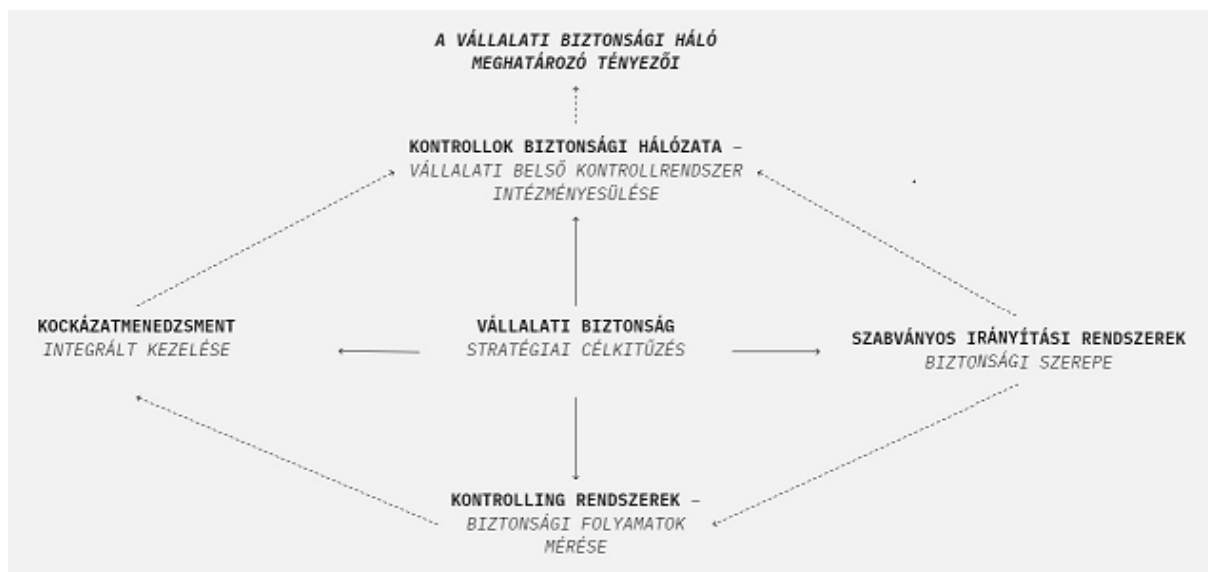 A VÁLLALATI BIZTONSÁGI HÁLÓ
MEGHATÁROZÓ TÉNYEZŐI
KONTROLLOK BIZTONSÁGI HÁLÓZATA –
VÁLLALATI BELSŐ KONTROLLRENDSZER
INTÉZMÉNYESÜLÉSE
KOCKÁZATMENEDZSMENT
INTEGRÁLT KEZELÉSE
VÁLLALATI BIZTONSÁG
STRATÉGIAI CÉLKITŰZÉS
SZABVÁNYOS IRÁNYÍTÁSI RENDSZEREK
BIZTONSÁGI SZEREPE
KONTROLLING RENDSZEREK –
BIZTONSÁGI FOLYAMATOK
MÉRÉSE